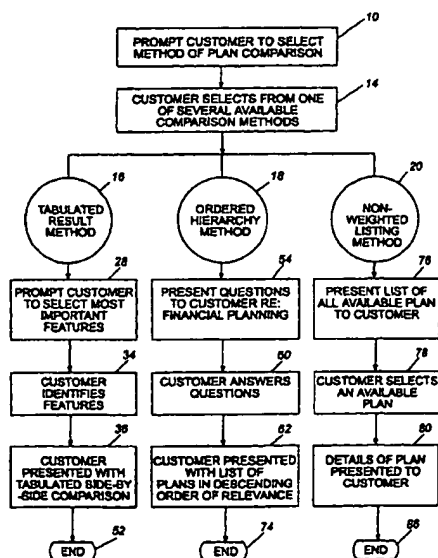 10
PROMPT CUSTOMER TO SELECT
METHOD OF PLAN COMPARISON
14
CUSTOMER SELECTS FROM ONE
OF SEVERAL AVAILABLE
COMPARISON METHODS
16
TABULATED
RESULT
METHOD
18
ORDERED
HIERARCHY
METHOD
20
NON-
WEIGHTED
LISTING
METHOD
28
PROMPT CUSTOMER
TO SELECT MOST
IMPORTANT
FEATURES
54
PRESENT QUESTIONS
TO CUSTOMER RE:
FINANCIAL PLANNING
76
PRESENT LIST OF
ALL AVAILABLE PLAN
TO CUSTOMER
34
CUSTOMER
IDENTIFIES
FEATURES
60
CUSTOMER ANSWERS
QUESTIONS
78
CUSTOMER SELECTS
AN AVAILABLE
PLAN
36
CUSTOMER
PRESENTED WITH
TABULATED SIDE-BY
-SIDE COMPARISON
62
CUSTOMER PRESENTED
WITH LIST OF
PLANS IN DESCENDING
ORDER OF RELEVANCE
80
DETAILS OF PLAN
PRESENTED TO
CUSTOMER
END
52
END
74
END